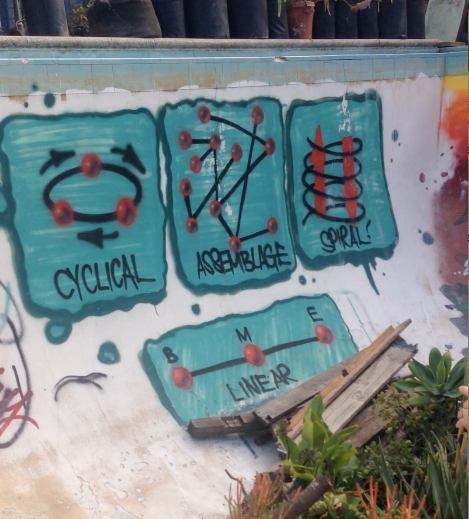 CYCLICAL
ASSEMBLAGE
SPIRAL
B M E
LINEAR